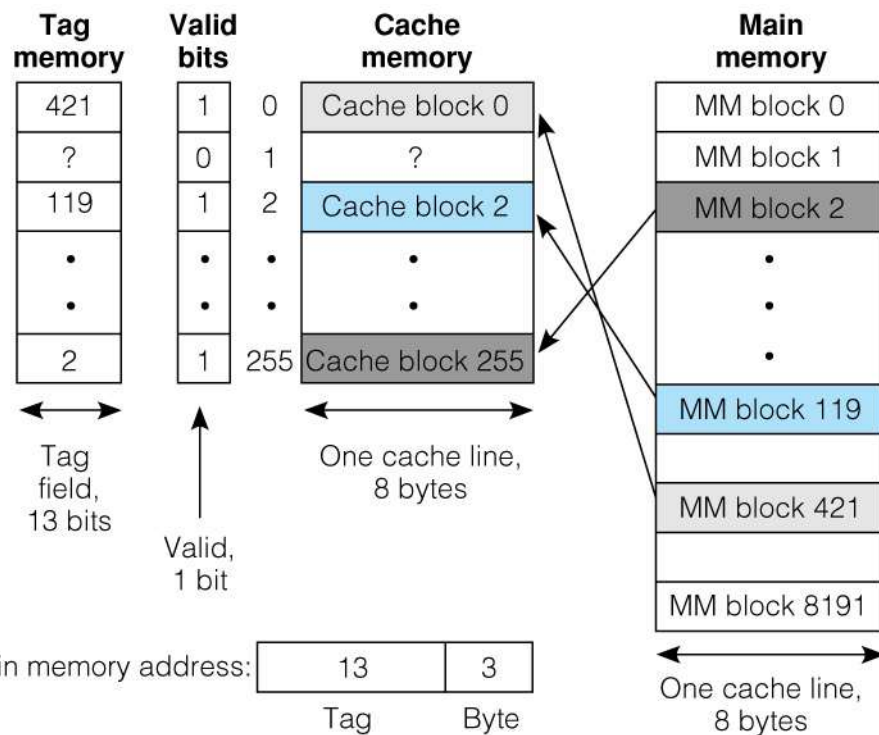 Tag memory
Valid bits
Cache memory
Main memory
421 1 0 Cache block 0 MM block 0
? 0 1 ? MM block 1
119 1 2 Cache block 2 MM block 2
• • • • •
• • • • •
•
2 1 255 Cache block 255
MM block 119
Tag field, 13 bits
One cache line, 8 bytes
MM block 421
Valid, 1 bit
MM block 8191
in memory address: 13 3
Tag Byte
One cache line, 8 bytes